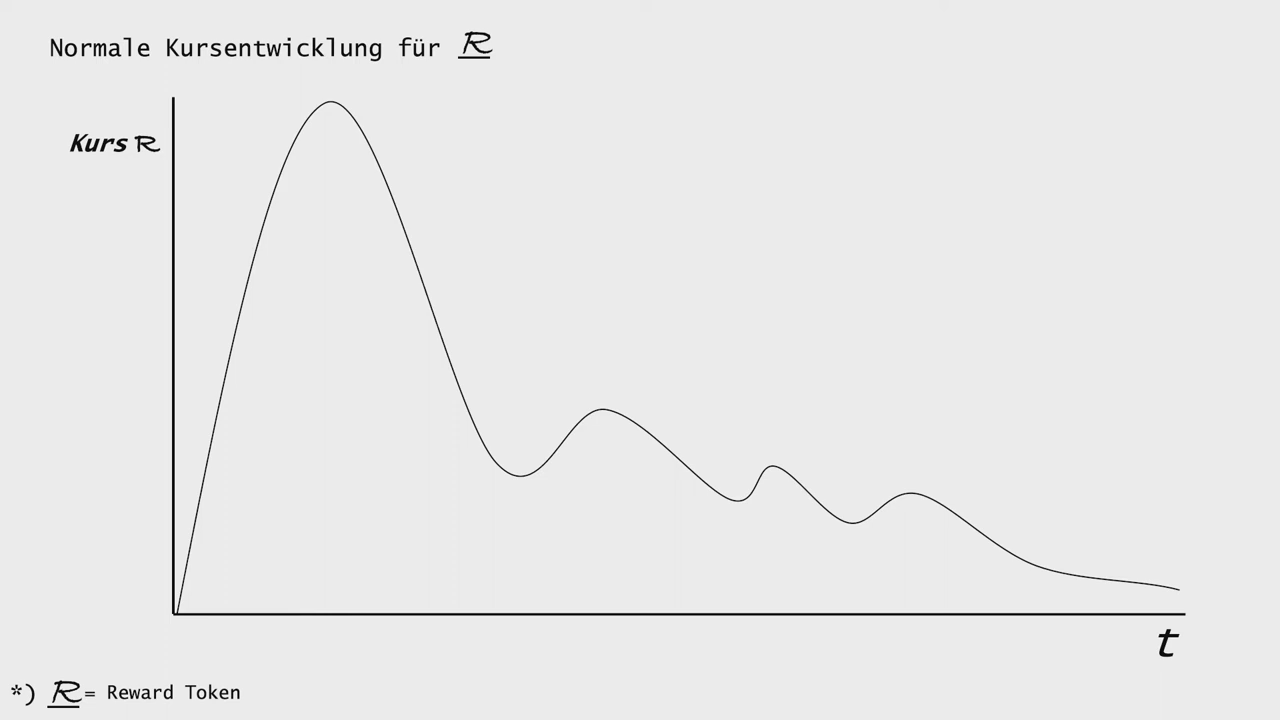 Normale Kursentwicklung für R
Kurs R
t
*) R = Reward Token